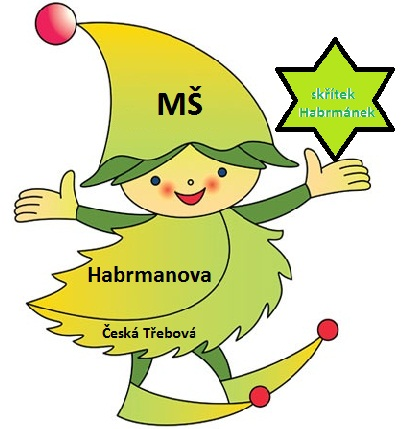 MŠ
skřítek
Habrmánek
Habrmanova
Česká Třebová